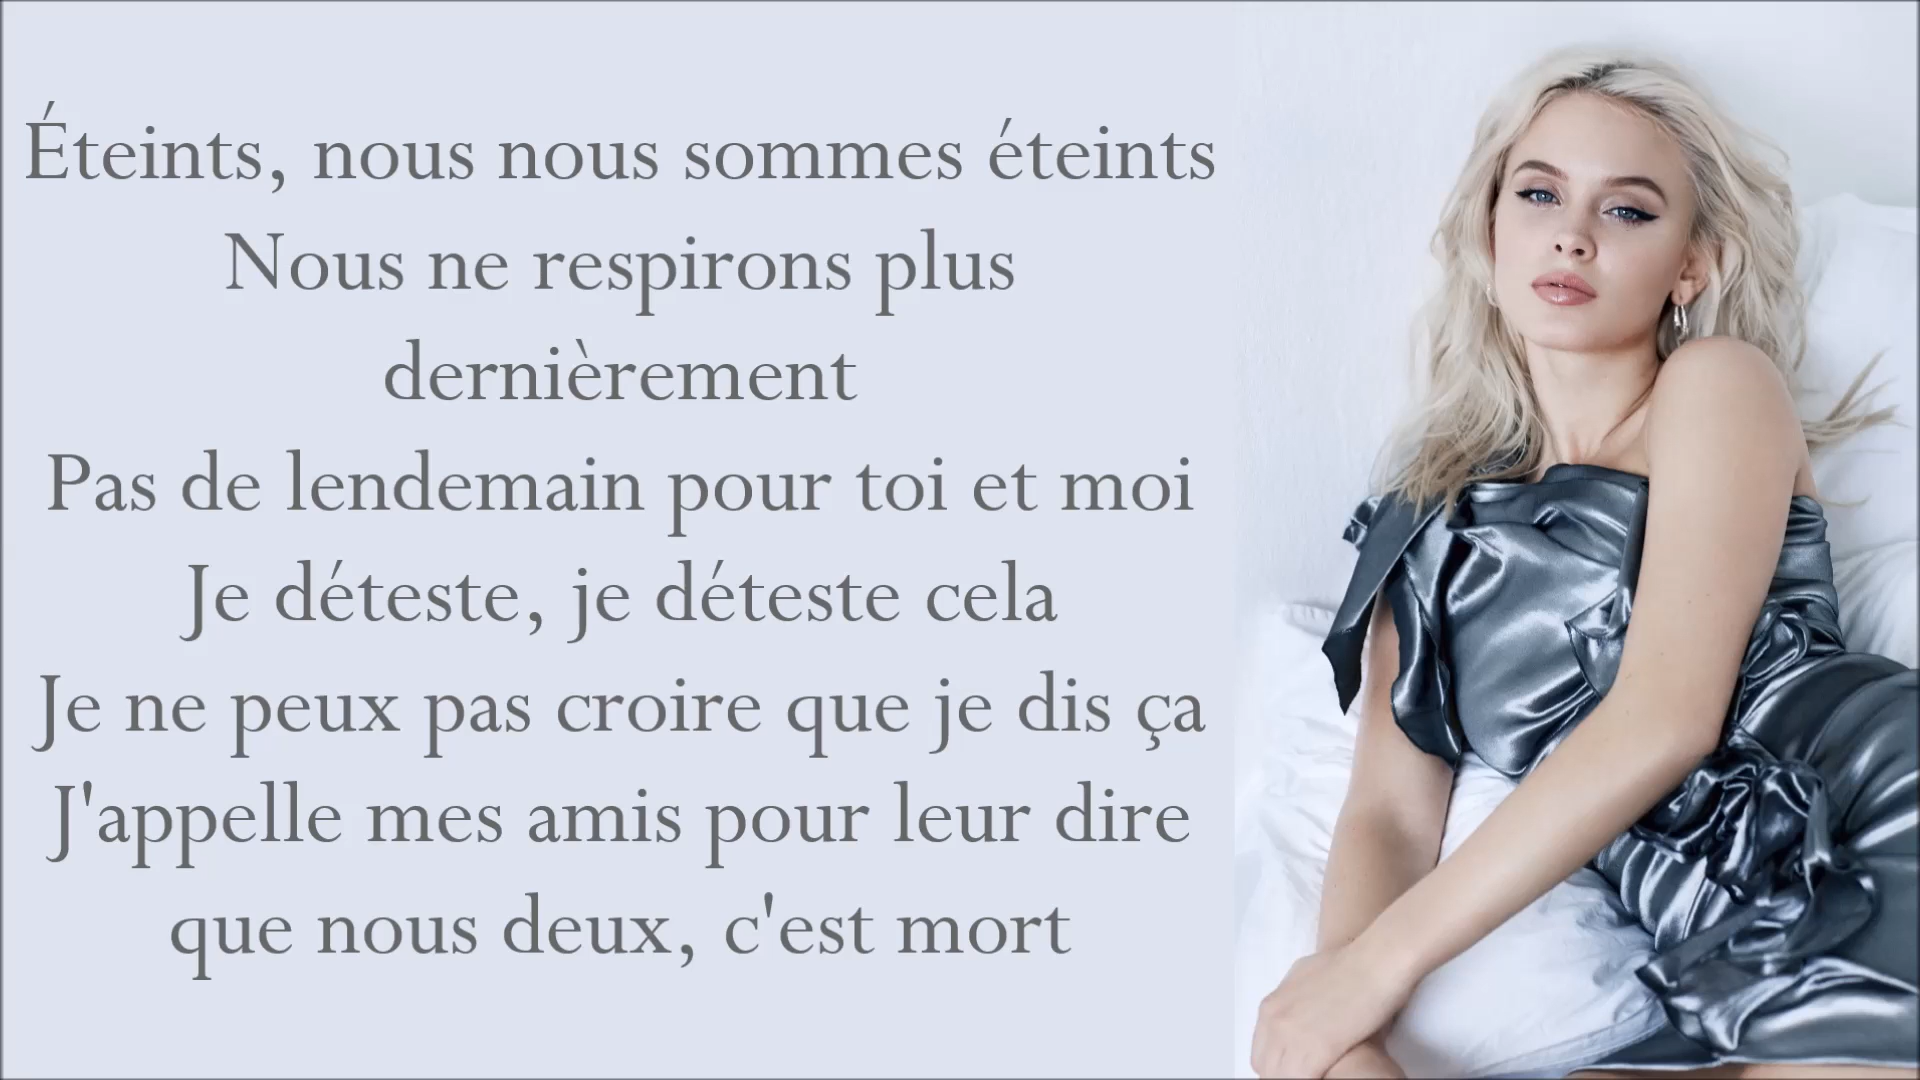 Éteints, nous nous sommes éteints
Nous ne respirons plus
dernièrement
Pas de lendemain pour toi et moi
Je déteste, je déteste cela
Je ne peux pas croire que je dis ça
J'appelle mes amis pour leur dire
que nous deux, c'est mort